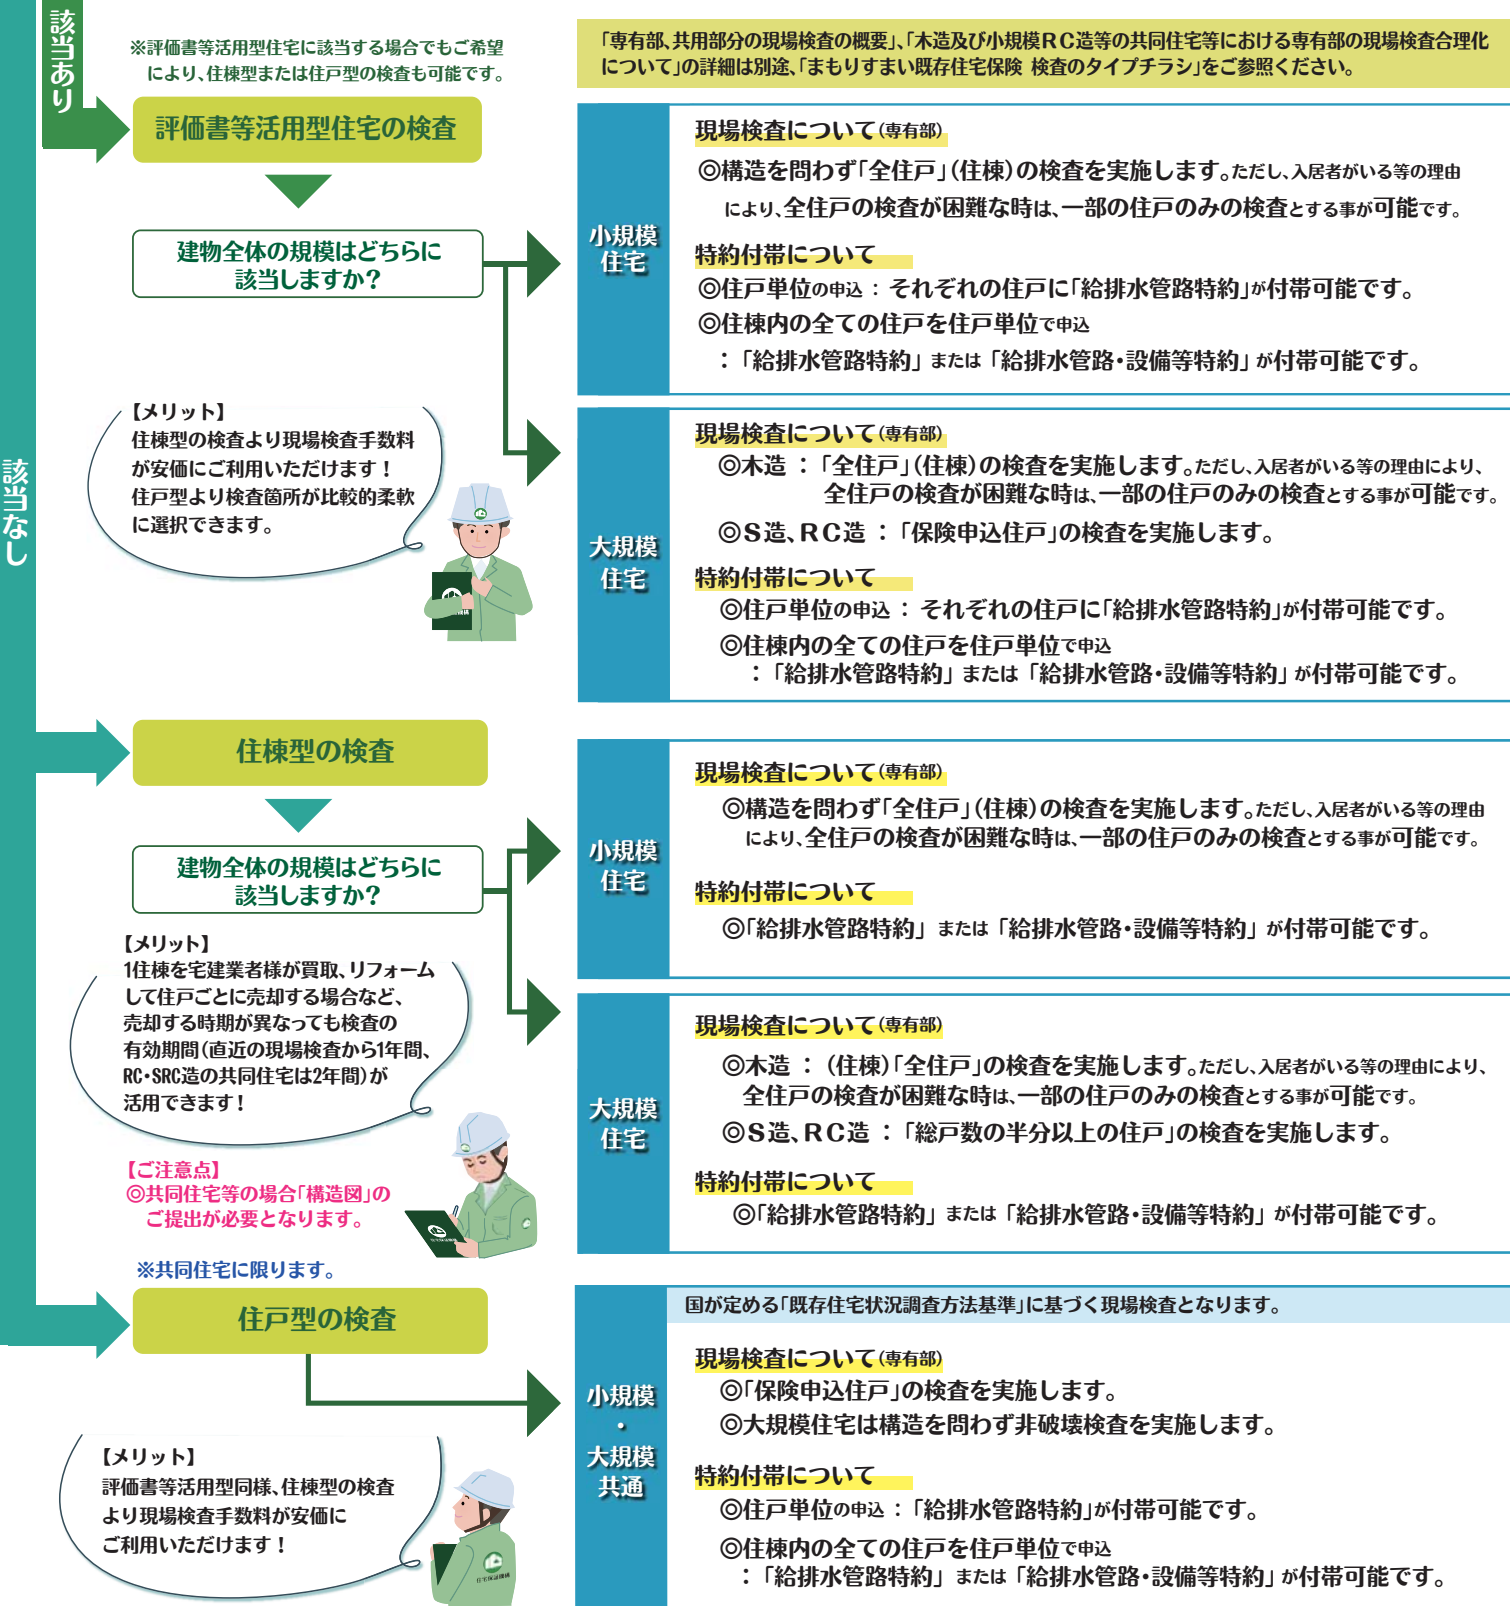 該当あり
該当なし
※評価書等活用型住宅に該当する場合でもご希望
により、住棟型または住戸型の検査も可能です。
「専有部、共用部分の現場検査の概要」、「木造及び小規模RC造等の共同住宅等における専有部の現場検査合理化
について」の詳細は別途、「まもりすまい既存住宅保険 検査のタイプチラシ」をご参照ください。
評価書等活用型住宅の検査
建物全体の規模はどちらに
該当しますか?
【メリット】
住棟型の検査より現場検査手数料
が安価にご利用いただけます!
住戸型より検査箇所が比較的柔軟
に選択できます。
小規模
住宅
現場検査について(専有部)
◎構造を問わず「全住戸」(住棟)の検査を実施します。ただし、入居者がいる等の理由
により、全住戸の検査が困難な時は、一部の住戸のみの検査とする事が可能です。
特約付帯について
◎住戸単位の申込 : それぞれの住戸に「給排水管路特約」が付帯可能です。
◎住棟内の全ての住戸を住戸単位で申込
:「給排水管路特約」 または 「給排水管路・設備等特約」が付帯可能です。
大規模
住宅
現場検査について(専有部)
◎木造 : 「全住戸」(住棟)の検査を実施します。ただし、入居者がいる等の理由により、
全住戸の検査が困難な時は、一部の住戸のみの検査とする事が可能です。
◎S造、RC造 : 「保険申込住戸」の検査を実施します。
特約付帯について
◎住戸単位の申込 : それぞれの住戸に「給排水管路特約」が付帯可能です。
◎住棟内の全ての住戸を住戸単位で申込
:「給排水管路特約」 または 「給排水管路・設備等特約」が付帯可能です。
住棟型の検査
建物全体の規模はどちらに
該当しますか?
【メリット】
1住棟を宅建業者様が買取、リフォーム
して住戸ごとに売却する場合など、
売却する時期が異なっても検査の
有効期間(直近の現場検査から1年間、
RC・SRC造の共同住宅は2年間)が
活用できます!
【ご注意点】
◎共同住宅等の場合「構造図」の
ご提出が必要となります。
小規模
住宅
現場検査について(専有部)
◎構造を問わず「全住戸」(住棟)の検査を実施します。ただし、入居者がいる等の理由
により、全住戸の検査が困難な時は、一部の住戸のみの検査とする事が可能です。
特約付帯について
◎「給排水管路特約」 または 「給排水管路・設備等特約」 が付帯可能です。
大規模
住宅
現場検査について(専有部)
◎木造 : (住棟)「全住戸」の検査を実施します。ただし、入居者がいる等の理由により、
全住戸の検査が困難な時は、一部の住戸のみの検査とする事が可能です。
◎S造、RC造 : 「総戸数の半分以上の住戸」の検査を実施します。
特約付帯について
◎「給排水管路特約」 または 「給排水管路・設備等特約」 が付帯可能です。
※共同住宅に限ります。
住戸型の検査
【メリット】
評価書等活用型同様、住棟型の検査
より現場検査手数料が安価に
ご利用いただけます!
住宅保証機構
小規模
・
大規模
共通
国が定める「既存住宅状況調査方法基準」に基づく現場検査となります。
現場検査について(専有部)
◎「保険申込住戸」の検査を実施します。
◎大規模住宅は構造を問わず非破壊検査を実施します。
特約付帯について
◎住戸単位の申込 : 「給排水管路特約」が付帯可能です。
◎住棟内の全ての住戸を住戸単位で申込
:「給排水管路特約」 または 「給排水管路・設備等特約」が付帯可能です。